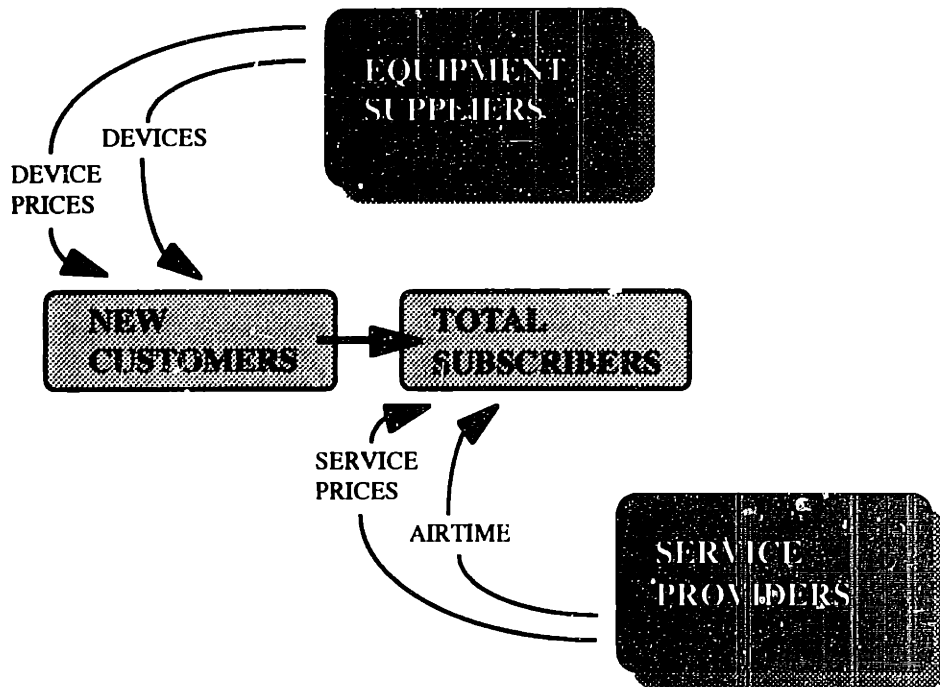 EQUIPMENT
SUPPLIERS
DEVICES
DEVICE
PRICES
NEW
CUSTOMERS
TOTAL
SUBSCRIBERS
SERVICE
PRICES
AIRTIME
SERVICE
PROVIDERS